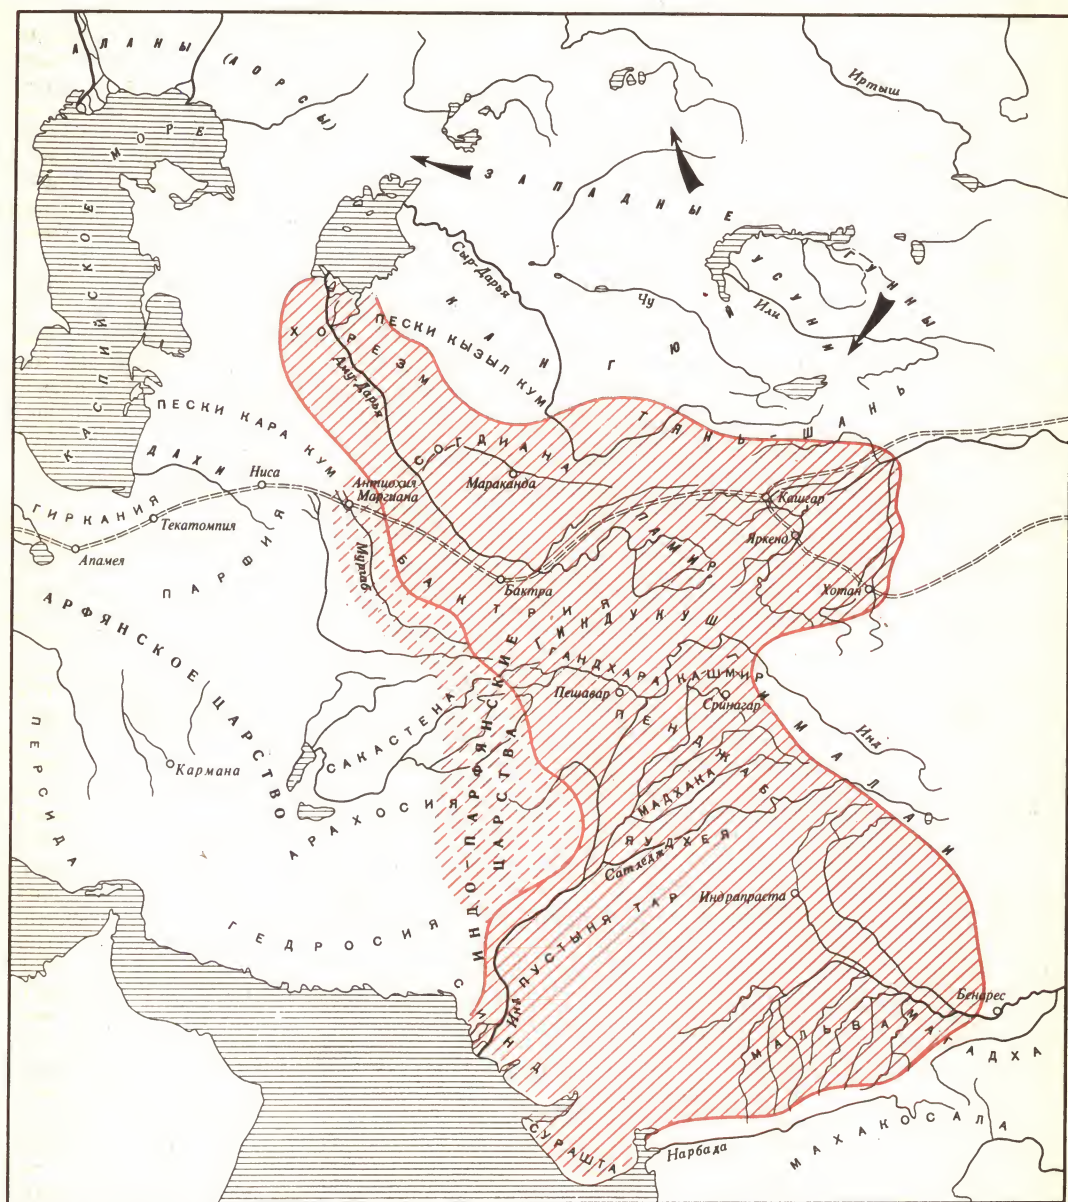 АЛАНЫ
(АОРСЫ)
Иртыш
КАСПИЙСКОЕ МОРЕ
ЗАПАДНЫЕ ГУННЫ
Сыр-Дарья
КАНГЮЙ
Чу
УСУНИ
Или
ХОРЕЗМ
ПЕСКИ КЫЗЫЛ КУМ
Аму-Дарья
ПЕСКИ КАРА КУМ
ТЯНЬ-ШАНЬ
ДАХИ
СОГДИАНА
Ниса
Антиохия
Маргиана
Мараканда
Кашгар
ГИРКАНИЯ
Текатомпия
ПАМИР
Яркенд
Апамея
ПАРФИЯ
Мургаб
БАКТРИЯ
Бактра
Хотан
АРФЯНСКОЕ ЦАРСТВО
ГИНДУКУШ
ГАНДХАРА
КАШМИР
Пешавар
Сринагар
ГИМАЛАИ
Инд
ПЕРСИДА
Кармана
САКАСТЕНА
ИНДО-ПАРФЯНСКИЕ
ЦАРСТВА
ПЕНДЖАБ
МАДХАКА
АРАХОСИЯ
ЯУДХЕЯ
Сатледж
Индрапраста
ГЕДРОСИЯ
ПУСТЫНЯ ТАР
Инд
СИНД
Бенарес
МАЛЬВА
МАГАДХА
СУРАШТА
Нарбада
МАХАКОСАЛА